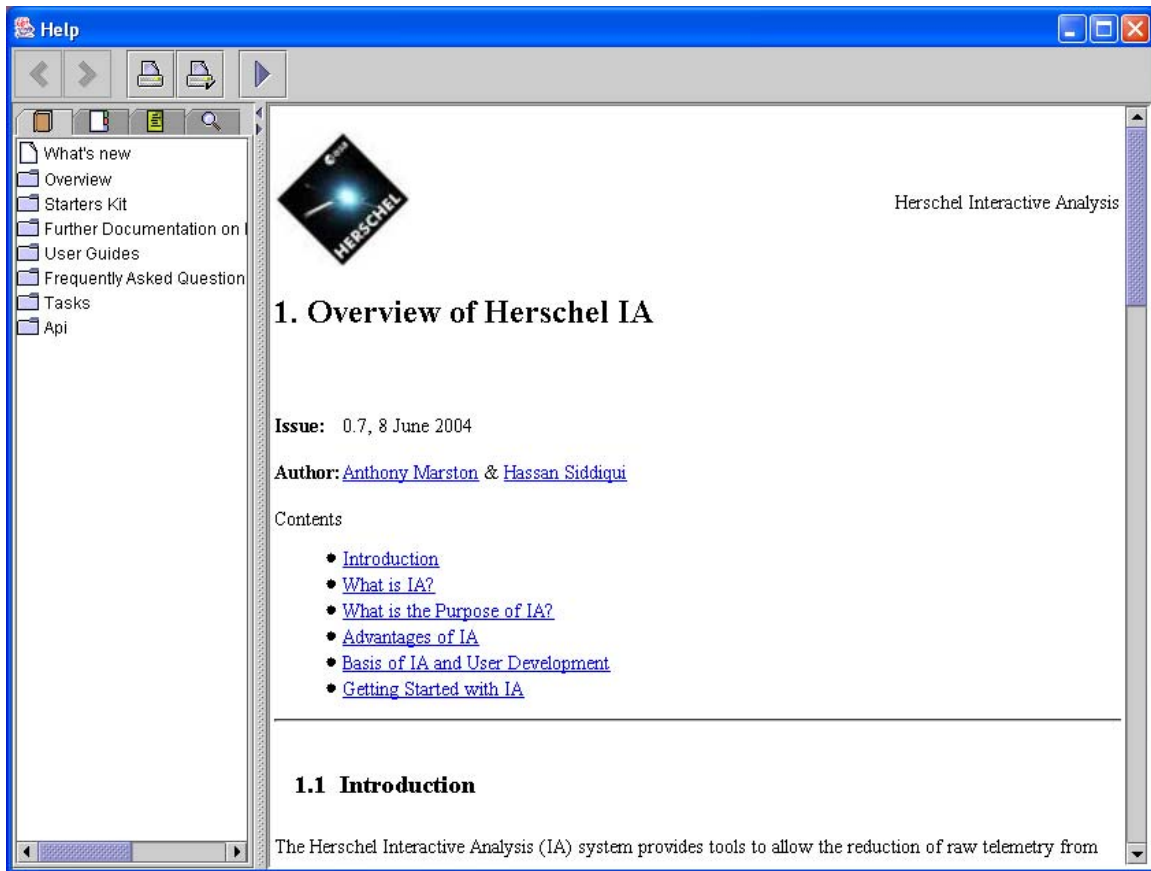 Help
What's new
Overview
Starters Kit
Further Documentation on I
User Guides
Frequently Asked Question
Tasks
Api
esa
HERSCHEL
Herschel Interactive Analysis
1. Overview of Herschel IA
Issue: 0.7, 8 June 2004
Author: Anthony Marston & Hassan Siddiqui
Contents
Introduction
What is IA?
What is the Purpose of IA?
Advantages of IA
Basis of IA and User Development
Getting Started with IA
1.1 Introduction
The Herschel Interactive Analysis (IA) system provides tools to allow the reduction of raw telemetry from